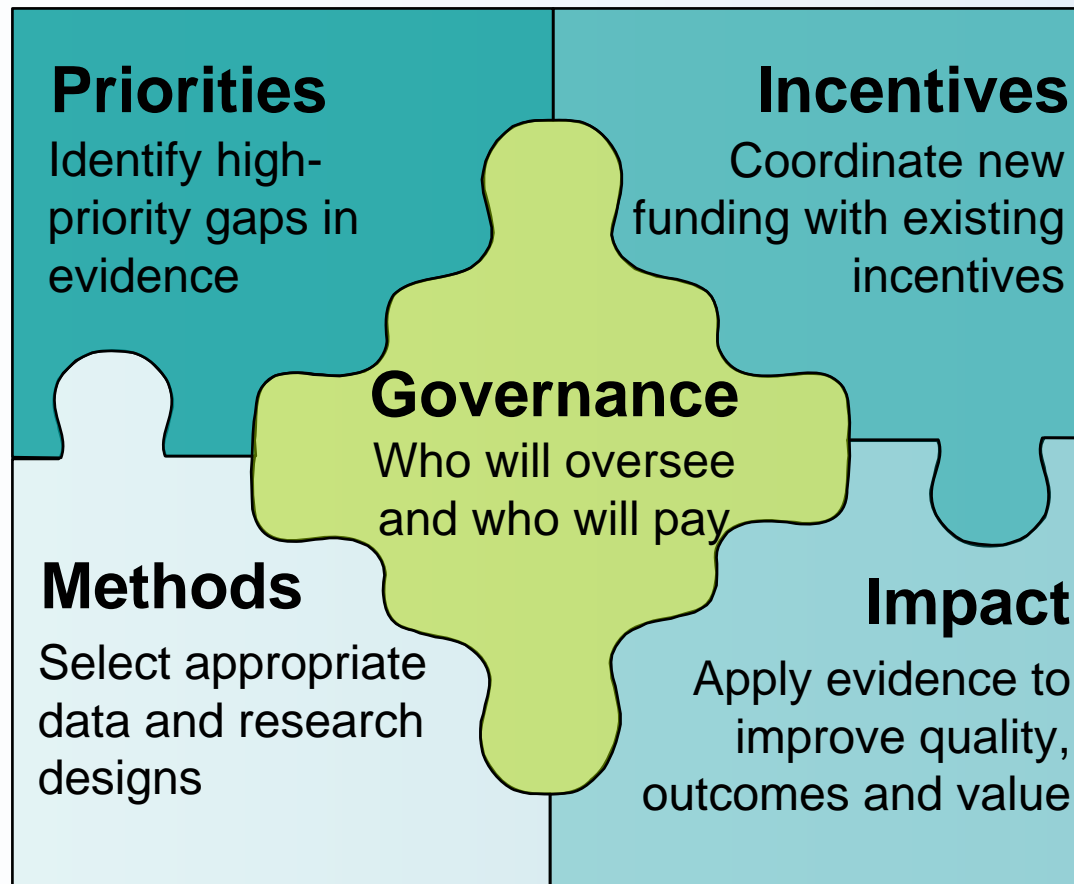 Priorities
Identify high-
priority gaps in
evidence
Incentives
Coordinate new
funding with existing
incentives
Governance
Who will oversee
and who will pay
Methods
Select appropriate
data and research
designs
Impact
Apply evidence to
improve quality,
outcomes and value